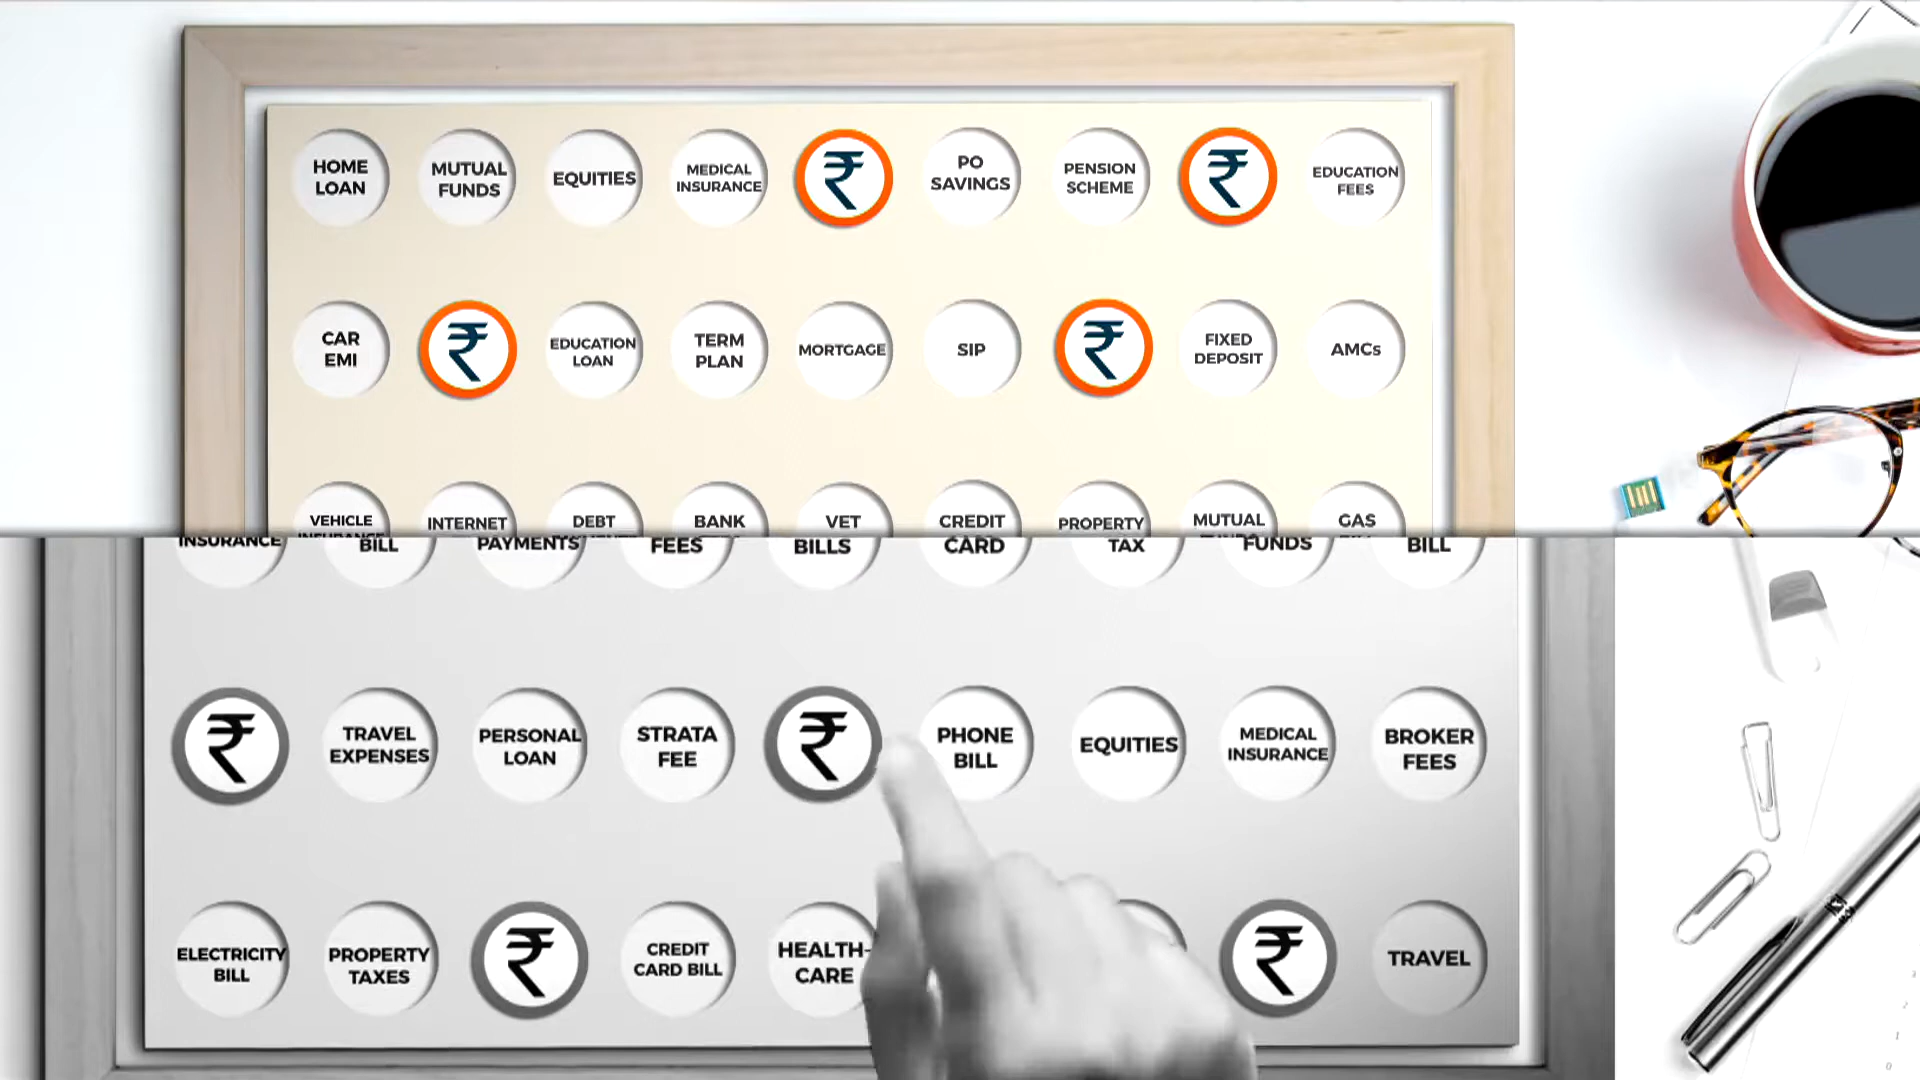 HOME
LOAN
MUTUAL
FUNDS
EQUITIES
MEDICAL
INSURANCE
₹
PO
SAVINGS
PENSION
SCHEME
₹
EDUCATION
FEES
CAR
EMI
₹
EDUCATION
LOAN
TERM
PLAN
MORTGAGE
SIP
₹
FIXED
DEPOSIT
AMCs
VEHICLE
INTERNET
DEBT
BANK
VET
CREDIT
PROPERTY
MUTUAL
GAS
INSURANCE
BILL
PAYMENTS
FEES
BILLS
CARD
TAX
FUNDS
BILL
₹
TRAVEL
EXPENSES
PERSONAL
LOAN
STRATA
FEE
₹
PHONE
BILL
EQUITIES
MEDICAL
INSURANCE
BROKER
FEES
ELECTRICITY
BILL
PROPERTY
TAXES
₹
CREDIT
CARD BILL
HEALTH-
CARE
₹
TRAVEL